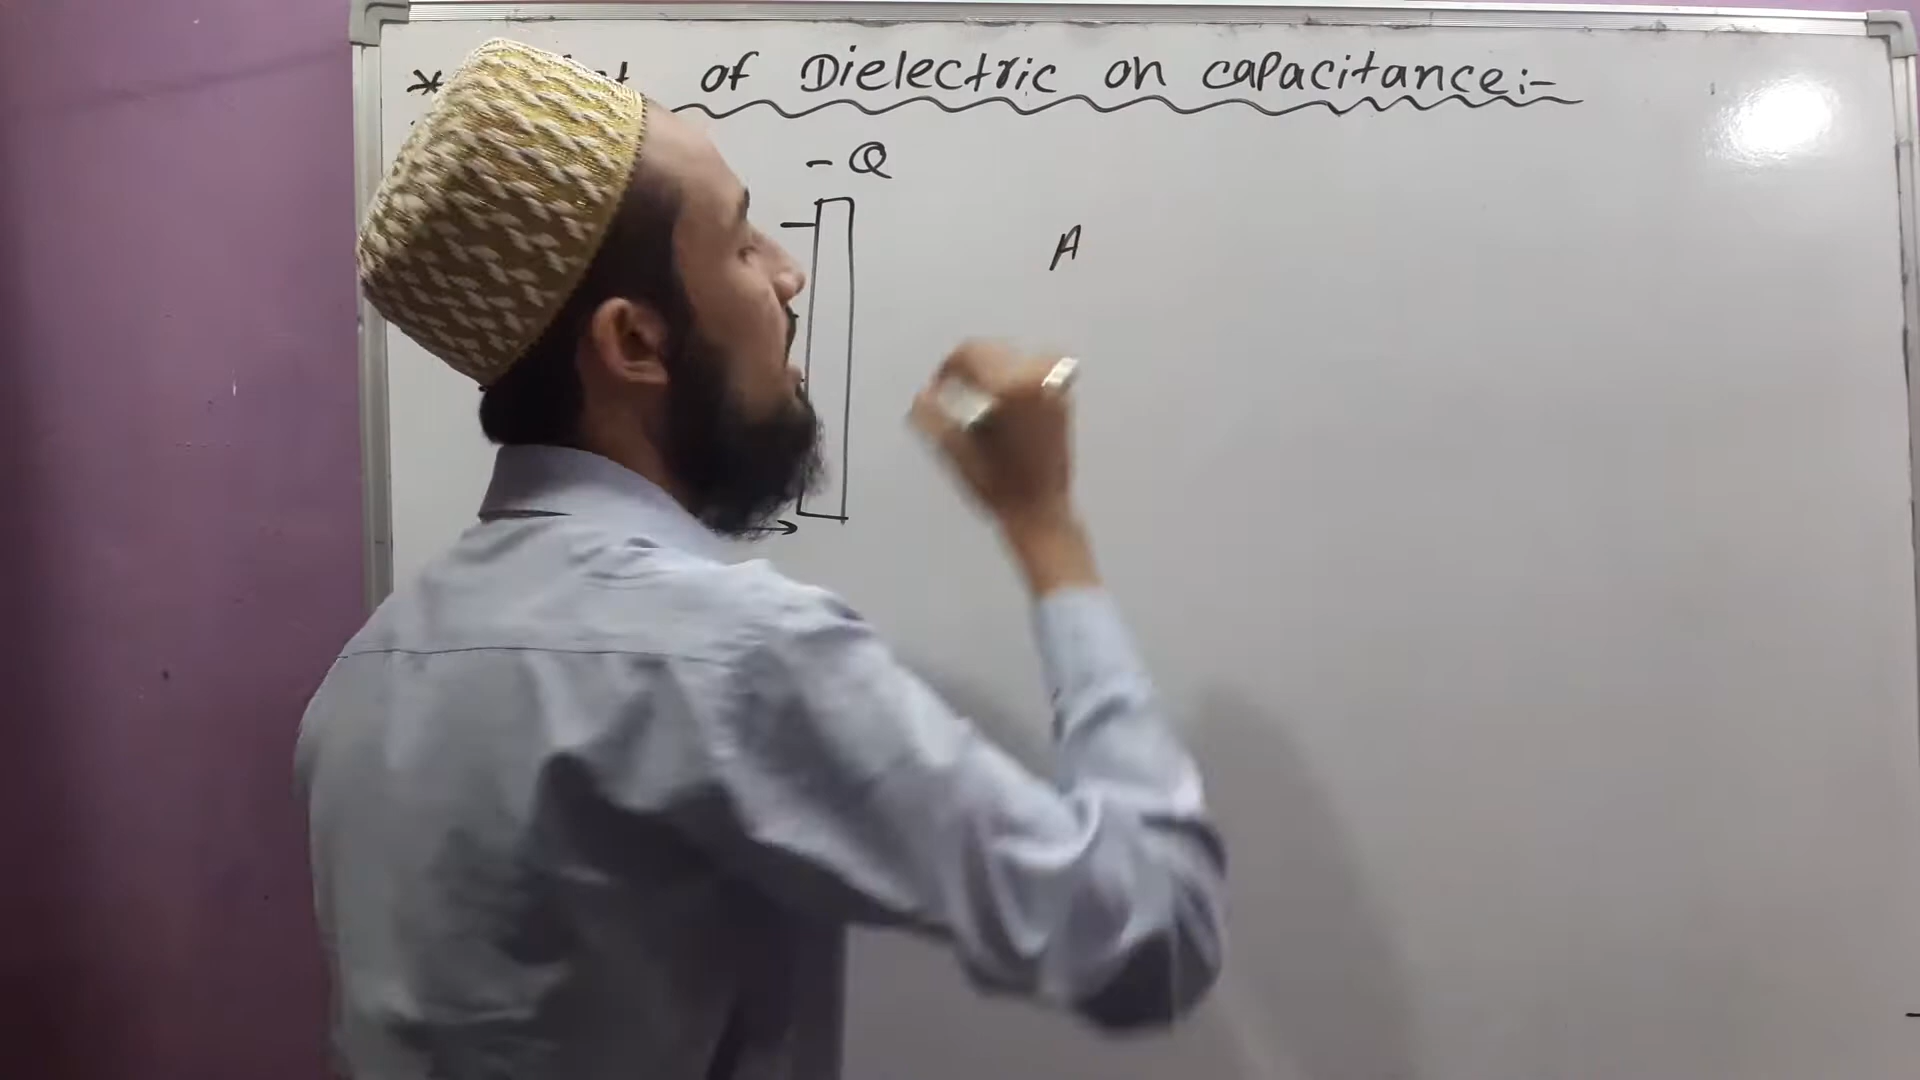 * of Dielectric on capacitance:-
- Q
A